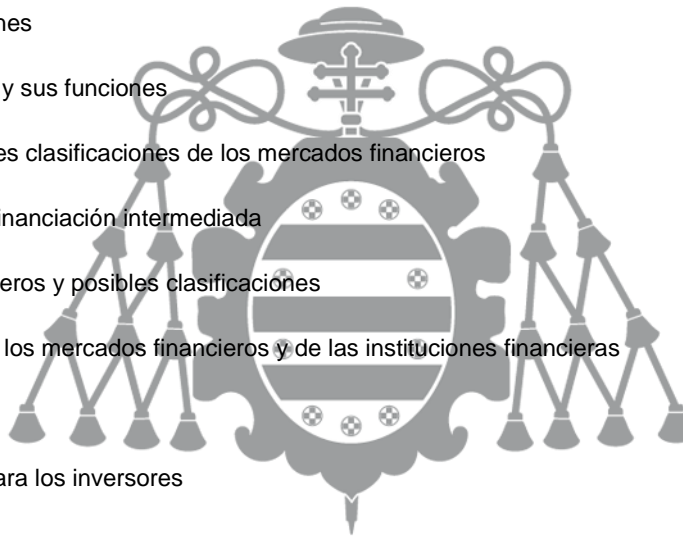 nes
y sus funciones
es clasificaciones de los mercados financieros
inanciación intermediada
eros y posibles clasificaciones
los mercados financieros y de las instituciones financieras
ara los inversores